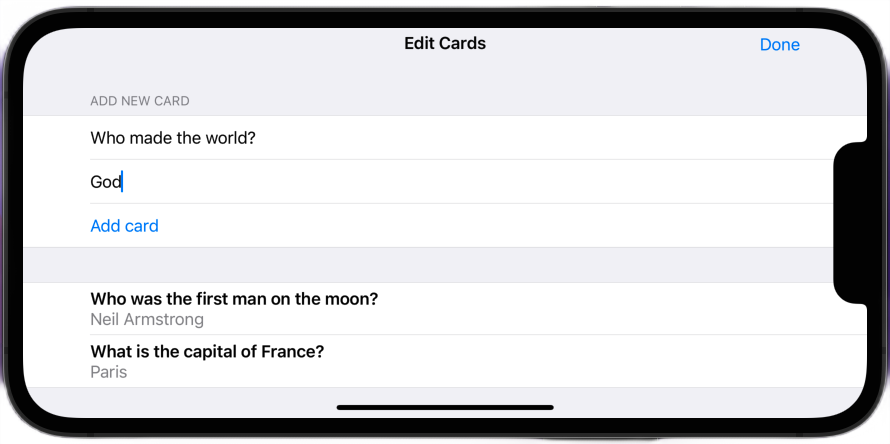 Edit Cards
Done
ADD NEW CARD
Who made the world?
God
Add card
Who was the first man on the moon?
Neil Armstrong
What is the capital of France?
Paris